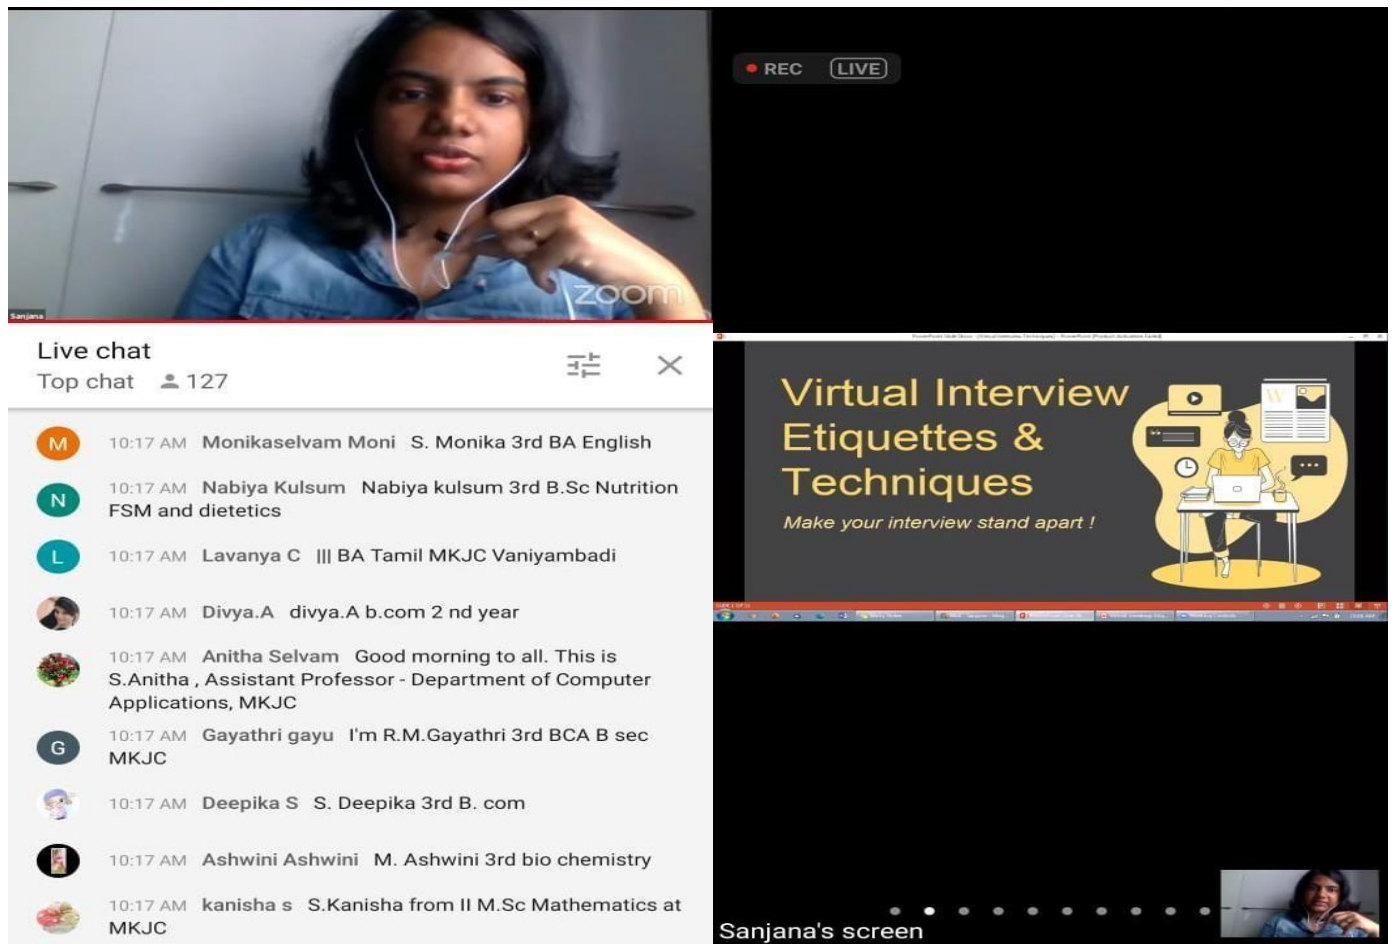 zoom
Sanjana
Live chat
Top chat 127
M 10:17 AM Monikaselvam Moni S. Monika 3rd BA English
N 10:17 AM Nabiya Kulsum Nabiya kulsum 3rd B.Sc Nutrition
FSM and dietetics
L 10:17 AM Lavanya C ||| BA Tamil MKJC Vaniyambadi
10:17 AM Divya.A divya.A b.com 2 nd year
10:17 AM Anitha Selvam Good morning to all. This is
S.Anitha , Assistant Professor - Department of Computer
Applications, MKJC
G 10:17 AM Gayathri gayu I'm R.M.Gayathri 3rd BCA B sec
MKJC
10:17 AM Deepika S S. Deepika 3rd B. com
10:17 AM Ashwini Ashwini M. Ashwini 3rd bio chemistry
10:17 AM kanisha s S.Kanisha from II M.Sc Mathematics at
MKJC
REC LIVE
Virtual Interview
Etiquettes &
Techniques
Make your interview stand apart !
W
Sanjana's screen